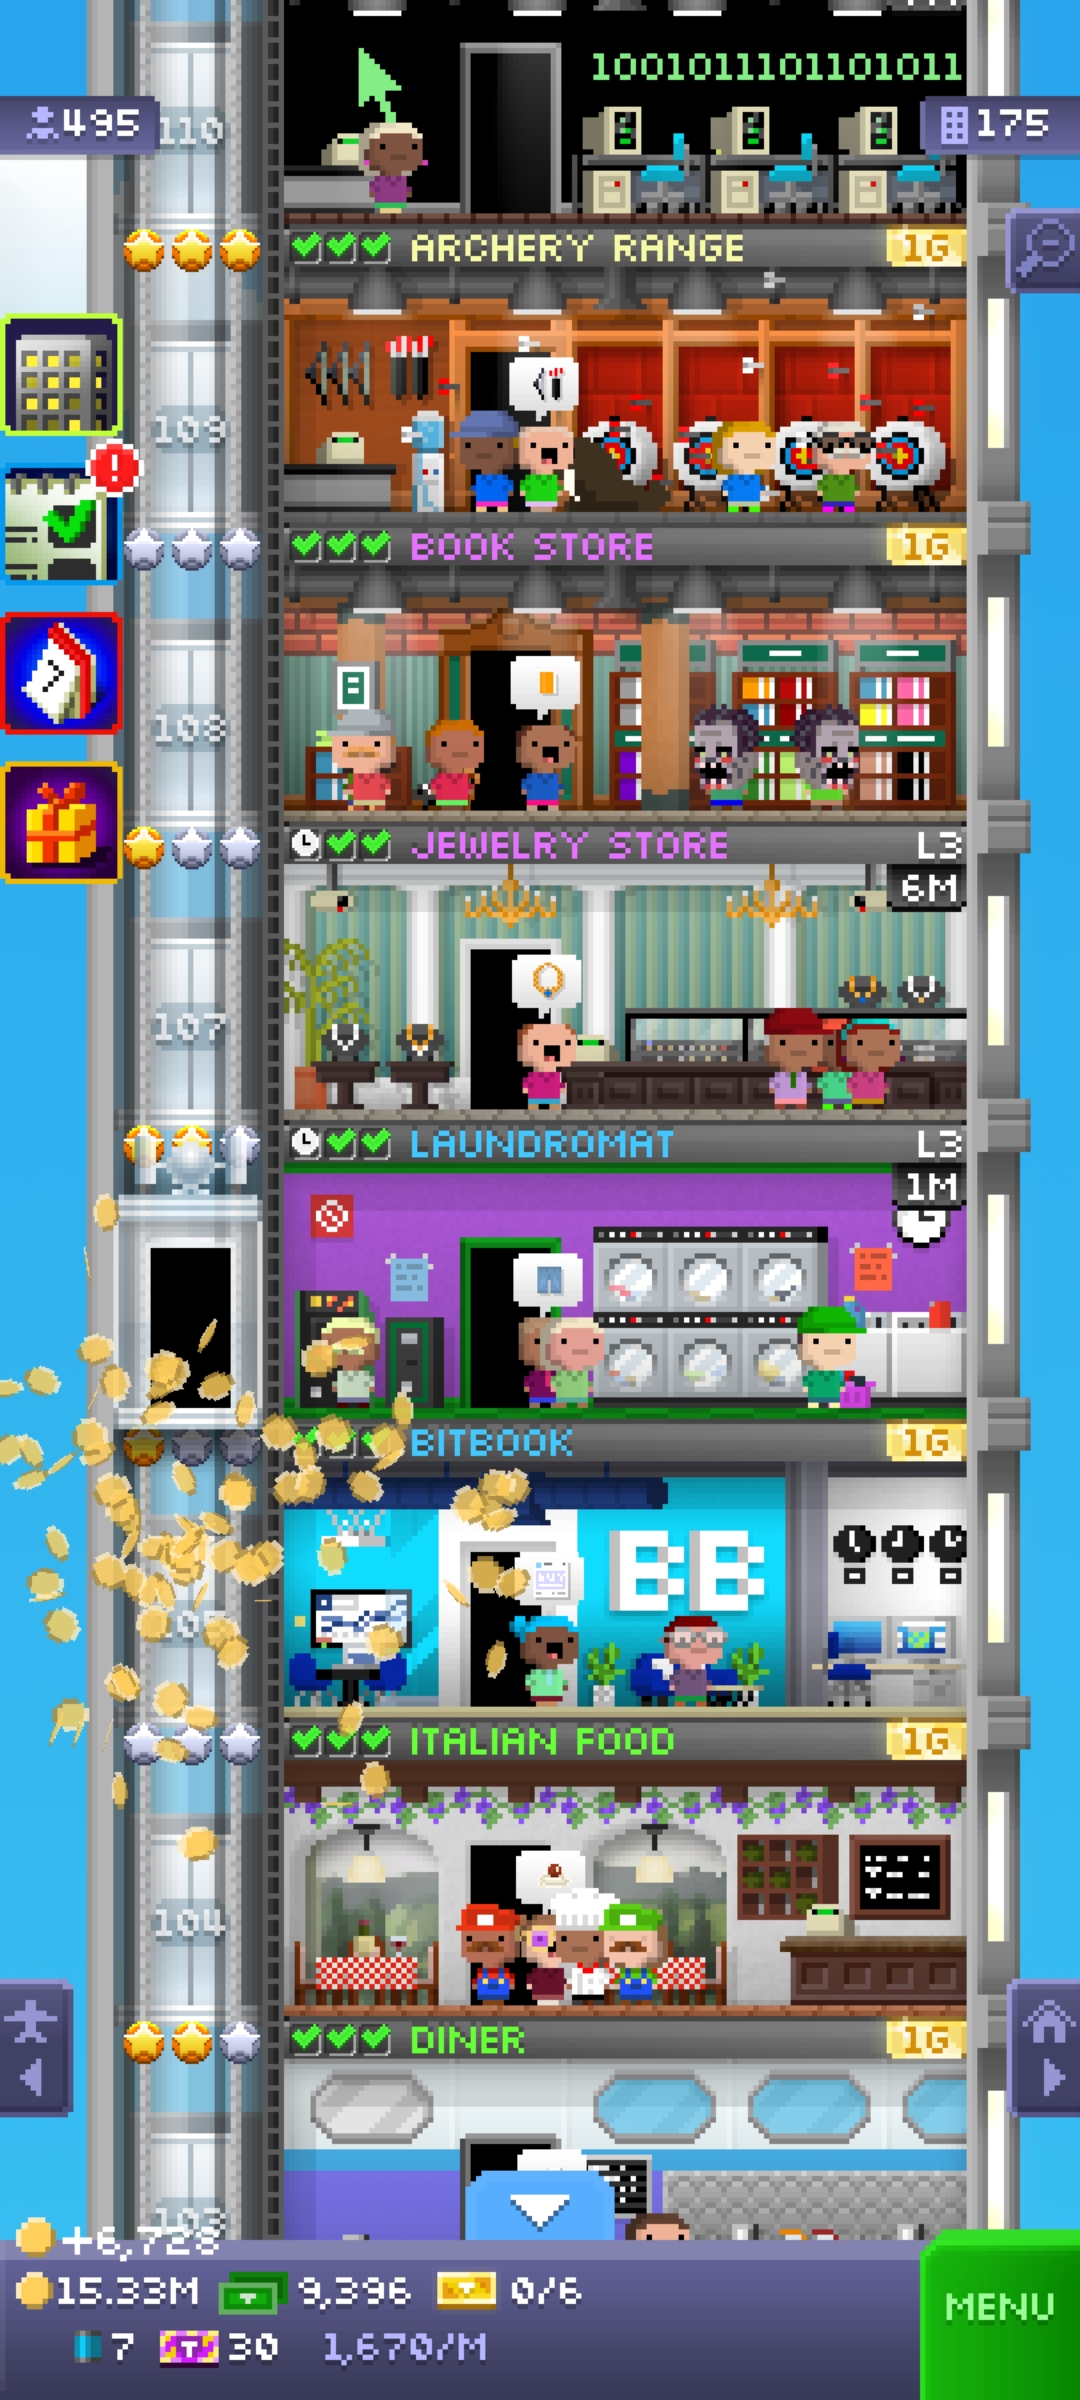 1001011101101011
495
110
175
ARCHERY RANGE
1G
109
BOOK STORE
1G
108
JEWELRY STORE
L3
6M
107
LAUNDROMAT
L3
1M
BITBOOK
1G
BB
BUY
ITALIAN FOOD
1G
104
DINER
1G
103
+6,728
15.33M
9,396
0/6
MENU
7
T
30
1,670/M